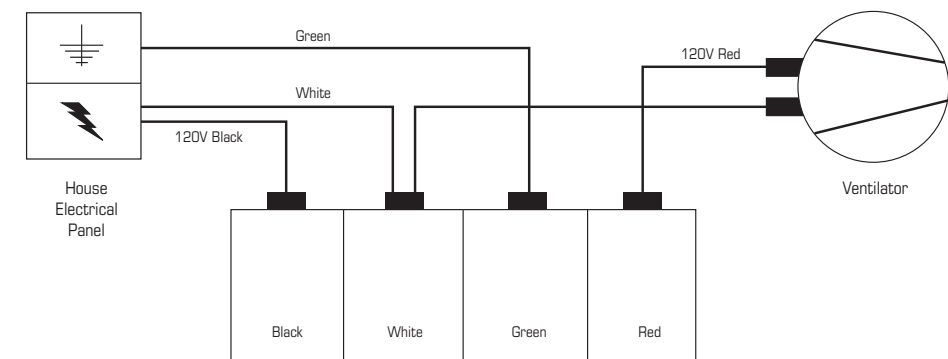 Green
120V Red
White
120V Black
House
Electrical
Panel
Ventilator
Black
White
Green
Red